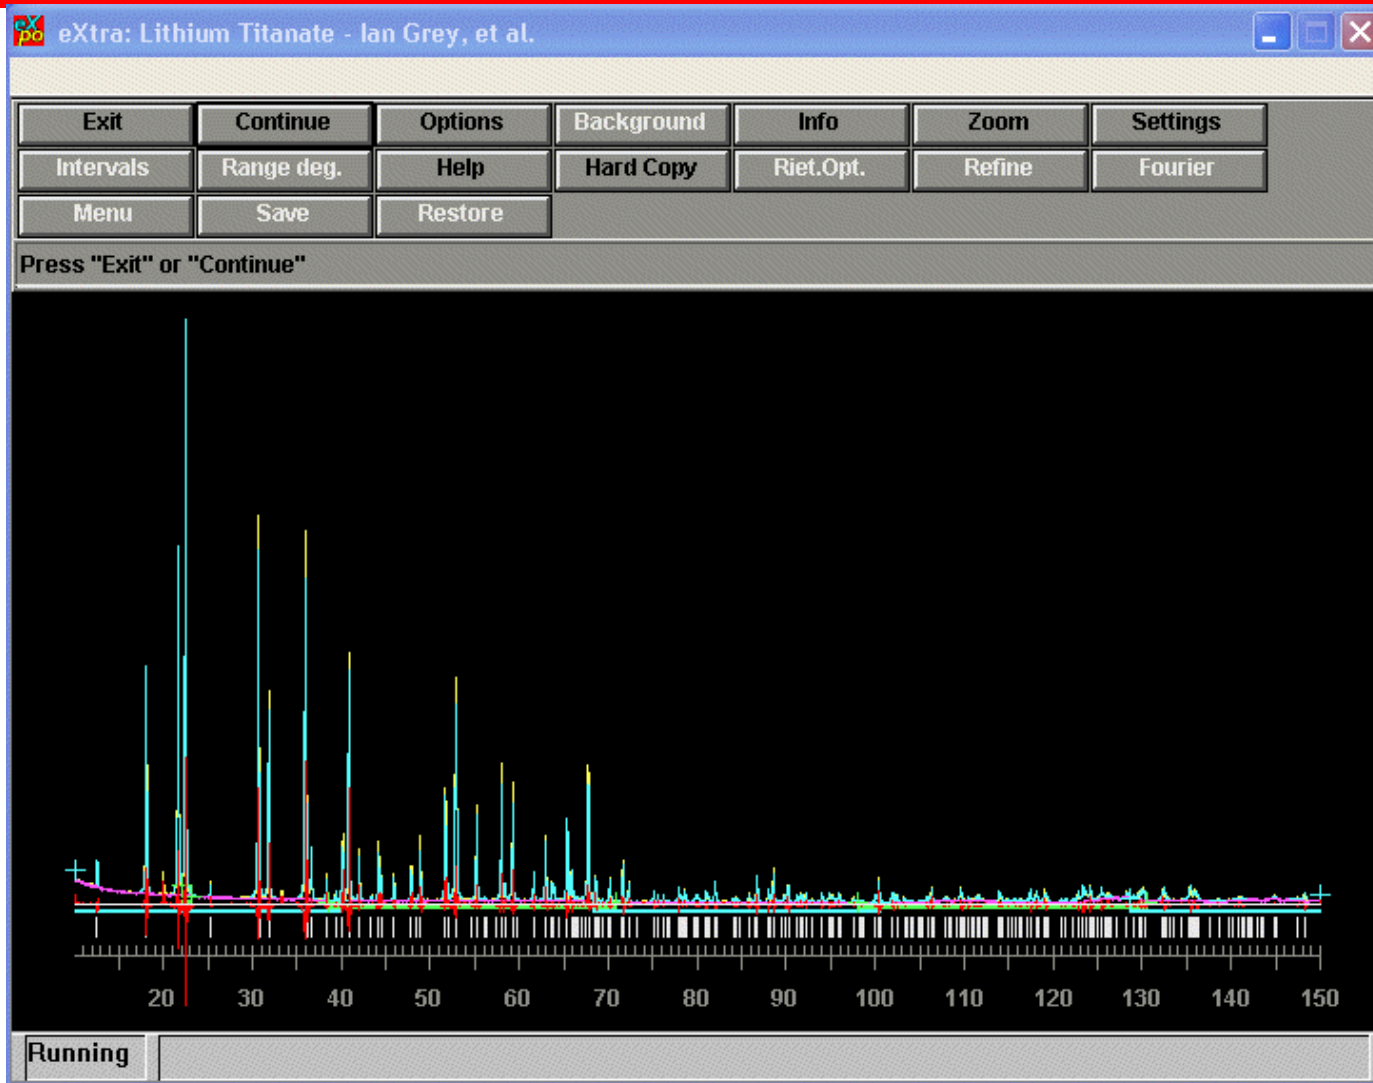 eXpo eXtra: Lithium Titanate - Ian Grey, et al.
Exit Continue Options Background Info Zoom Settings
Intervals Range deg. Help Hard Copy Riet.Opt. Refine Fourier
Menu Save Restore
Press "Exit" or "Continue"
20 30 40 50 60 70 80 90 100 110 120 130 140 150
Running